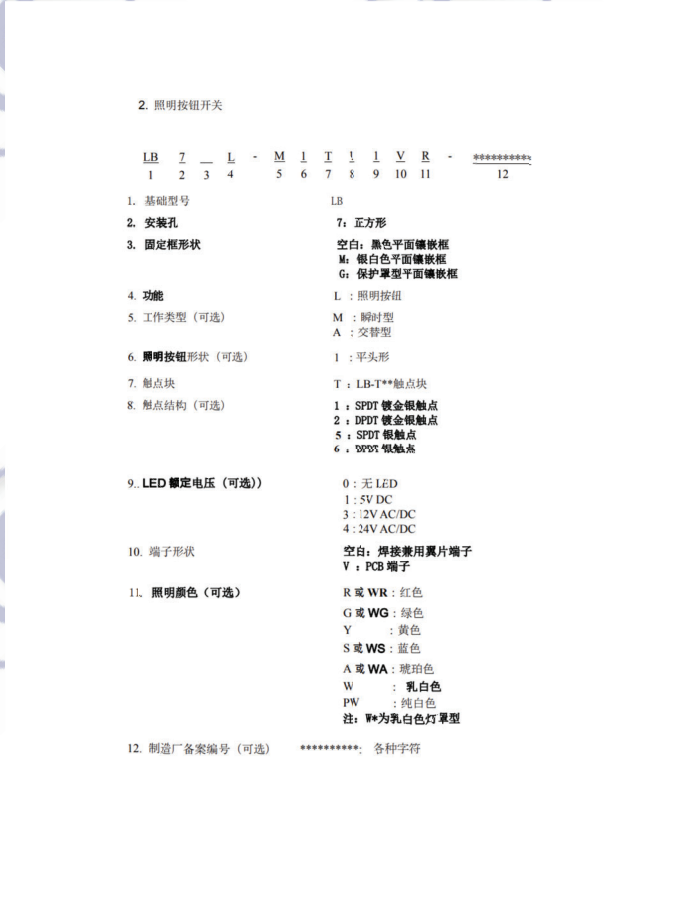 2. 照明按钮开关
LB 7 _ L - M 1 T 1 1 V R - **********
1 2 3 4 5 6 7 8 9 10 11 12
1. 基础型号 LB
2. 安装孔 7: 正方形
3. 固定框形状 空白: 黑色平面镶嵌框
M: 银白色平面镶嵌框
G: 保护罩型平面镶嵌框
4. 功能 L : 照明按钮
5. 工作类型 (可选) M : 瞬时型
A : 交替型
6. 照明按钮形状 (可选) 1 : 平头形
7. 触点块 T : LB-T**触点块
8. 触点结构 (可选) 1 : SPDT 镀金银触点
2 : DPDT 镀金银触点
5 : SPDT 银触点
6 : DPDT 银触点
9.. LED 额定电压 (可选)) 0 : 无 LED
1 : 5V DC
3 : 12V AC/DC
4 : 24V AC/DC
10. 端子形状 空白: 焊接兼用翼片端子
V : PCB 端子
11. 照明颜色 (可选) R 或 WR : 红色
G 或 WG : 绿色
Y : 黄色
S 或 WS : 蓝色
A 或 WA : 琥珀色
W : 乳白色
PW : 纯白色
注: W*为乳白色灯罩型
12. 制造厂备案编号 (可选) **********: 各种字符